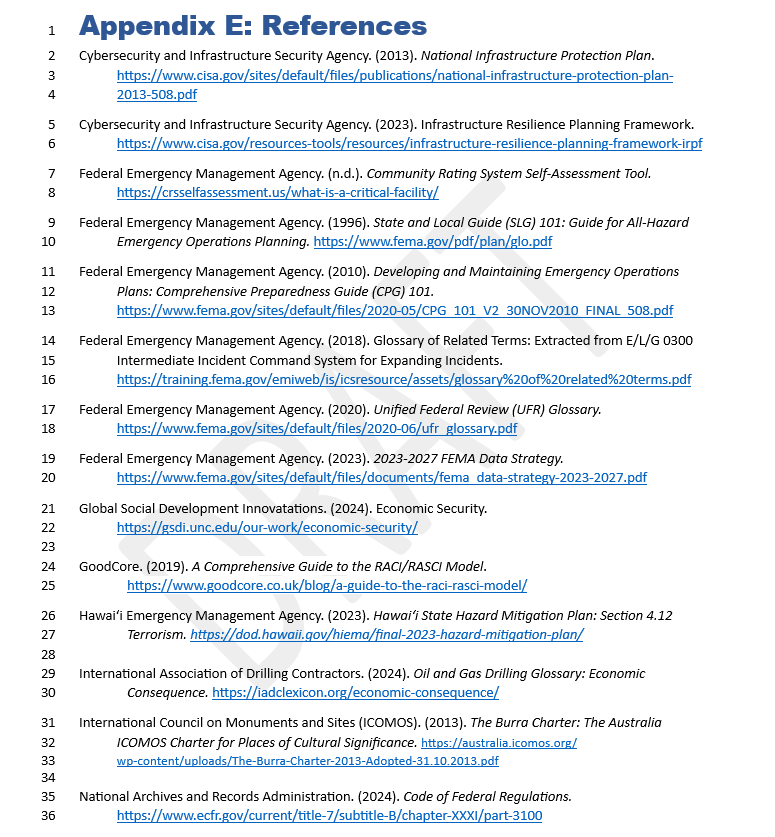 1 Appendix E: References
2 Cybersecurity and Infrastructure Security Agency. (2013). National Infrastructure Protection Plan.
3 https://www.cisa.gov/sites/default/files/publications/national-infrastructure-protection-plan-
4 2013-508.pdf
5 Cybersecurity and Infrastructure Security Agency. (2023). Infrastructure Resilience Planning Framework.
6 https://www.cisa.gov/resources-tools/resources/infrastructure-resilience-planning-framework-irpf
7 Federal Emergency Management Agency. (n.d.). Community Rating System Self-Assessment Tool.
8 https://crsselfassessment.us/what-is-a-critical-facility/
9 Federal Emergency Management Agency. (1996). State and Local Guide (SLG) 101: Guide for All-Hazard
10 Emergency Operations Planning. https://www.fema.gov/pdf/plan/glo.pdf
11 Federal Emergency Management Agency. (2010). Developing and Maintaining Emergency Operations
12 Plans: Comprehensive Preparedness Guide (CPG) 101.
13 https://www.fema.gov/sites/default/files/2020-05/CPG_101_V2_30NOV2010_FINAL_508.pdf
14 Federal Emergency Management Agency. (2018). Glossary of Related Terms: Extracted from E/L/G 0300
15 Intermediate Incident Command System for Expanding Incidents.
16 https://training.fema.gov/emiweb/is/icsresource/assets/glossary%20of%20related%20terms.pdf
17 Federal Emergency Management Agency. (2020). Unified Federal Review (UFR) Glossary.
18 https://www.fema.gov/sites/default/files/2020-06/ufr_glossary.pdf
19 Federal Emergency Management Agency. (2023). 2023-2027 FEMA Data Strategy.
20 https://www.fema.gov/sites/default/files/documents/fema_data-strategy-2023-2027.pdf
21 Global Social Development Innovatations. (2024). Economic Security.
22 https://gsdi.unc.edu/our-work/economic-security/
23
24 GoodCore. (2019). A Comprehensive Guide to the RACI/RASCI Model.
25 https://www.goodcore.co.uk/blog/a-guide-to-the-raci-rasci-model/
26 Hawaiʻi Emergency Management Agency. (2023). Hawaiʻi State Hazard Mitigation Plan: Section 4.12
27 Terrorism. https://dod.hawaii.gov/hiema/final-2023-hazard-mitigation-plan/
28
29 International Association of Drilling Contractors. (2024). Oil and Gas Drilling Glossary: Economic
30 Consequence. https://iadclexicon.org/economic-consequence/
31 International Council on Monuments and Sites (ICOMOS). (2013). The Burra Charter: The Australia
32 ICOMOS Charter for Places of Cultural Significance. https://australia.icomos.org/
33 wp-content/uploads/The-Burra-Charter-2013-Adopted-31.10.2013.pdf
34
35 National Archives and Records Administration. (2024). Code of Federal Regulations.
36 https://www.ecfr.gov/current/title-7/subtitle-B/chapter-XXXI/part-3100
DRAFT